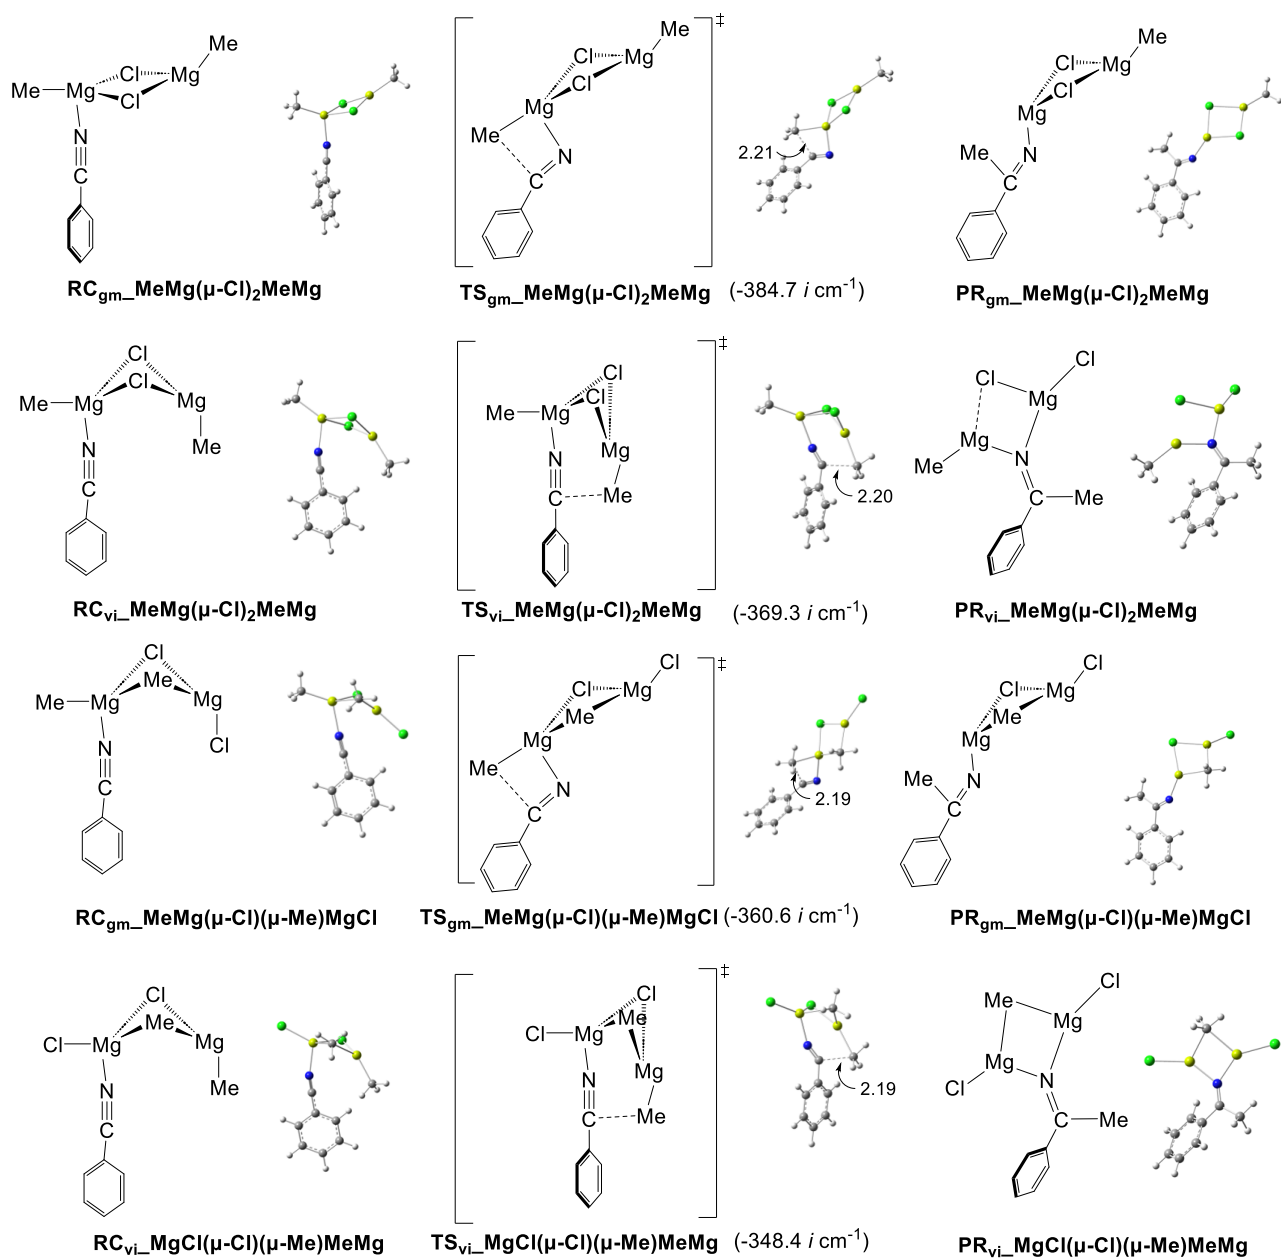 Me Mg Cl Cl Mg Me N C
Me Mg Cl Cl Mg Me N C ‡ 2.21
Me Mg Cl Cl Mg N C Me
RCgm_MeMg(µ-Cl)2MeMg TSgm_MeMg(µ-Cl)2MeMg (-384.7 i cm-1) PRgm_MeMg(µ-Cl)2MeMg
Cl Cl Me Mg Mg Me N C
‡ Cl Cl Me Mg Mg N C Me 2.20
Cl Cl Mg Mg Me N C Me
RCvi_MeMg(µ-Cl)2MeMg TSvi_MeMg(µ-Cl)2MeMg (-369.3 i cm-1) PRvi_MeMg(µ-Cl)2MeMg
Cl Me Me Mg Mg Cl N C
‡ Cl Cl Mg Me Mg Me N C 2.19
Cl Cl Mg Me Mg Me N C
RCgm_MeMg(µ-Cl)(µ-Me)MgCl TSgm_MeMg(µ-Cl)(µ-Me)MgCl (-360.6 i cm-1) PRgm_MeMg(µ-Cl)(µ-Me)MgCl
Cl Me Cl Mg Mg Me N C
‡ Cl Me Cl Mg Mg N C Me 2.19
Cl Me Mg Mg Cl N C Me
RCvi_MgCl(µ-Cl)(µ-Me)MeMg TSvi_MgCl(µ-Cl)(µ-Me)MeMg (-348.4 i cm-1) PRvi_MgCl(µ-Cl)(µ-Me)MeMg